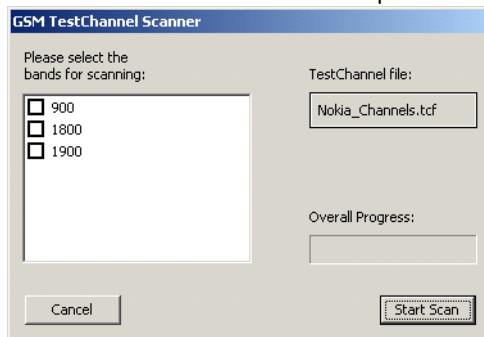 GSM TestChannel Scanner
Please select the
bands for scanning:
900
1800
1900
TestChannel file:
Nokia_Channels.tcf
Overall Progress:
Cancel
Start Scan